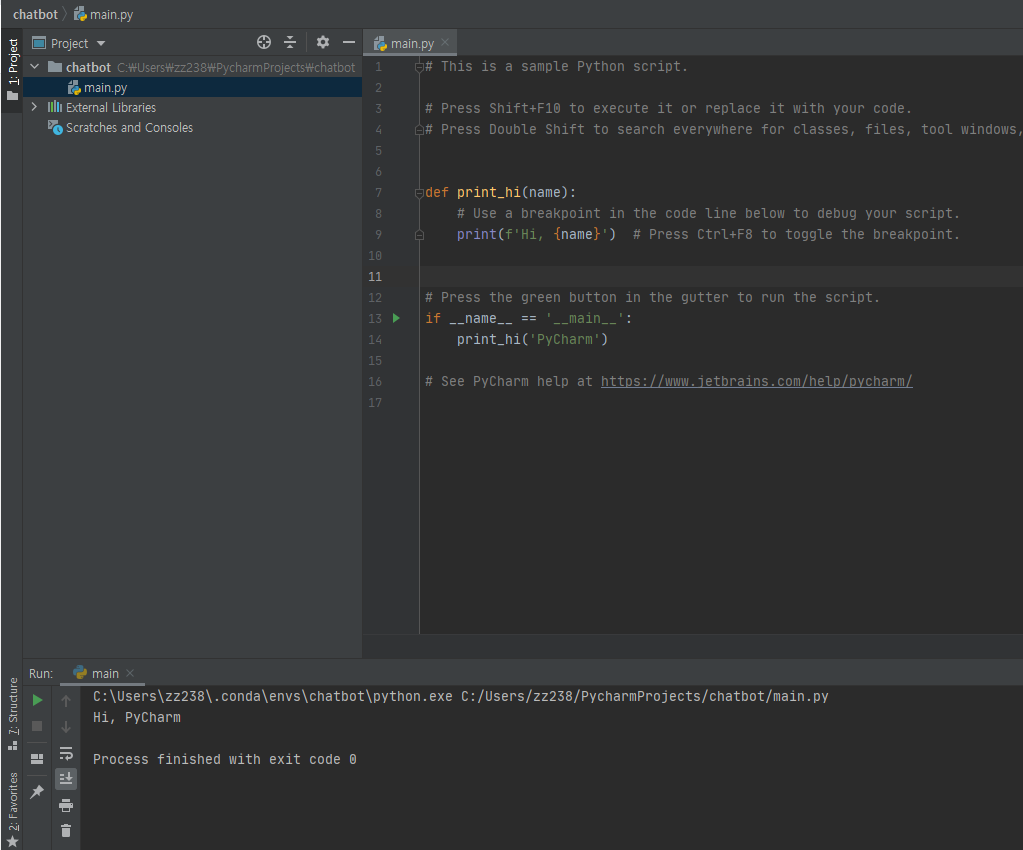 chatbot main.py
1: Project
Project
chatbot C:₩Users₩zz238₩PycharmProjects₩chatbot
main.py
External Libraries
Scratches and Consoles
main.py
1 # This is a sample Python script.
2
3 # Press Shift+F10 to execute it or replace it with your code.
4 # Press Double Shift to search everywhere for classes, files, tool windows,
5
6
7 def print_hi(name):
8     # Use a breakpoint in the code line below to debug your script.
9     print(f'Hi, {name}')  # Press Ctrl+F8 to toggle the breakpoint.
10
11
12 # Press the green button in the gutter to run the script.
13 if __name__ == '__main__':
14     print_hi('PyCharm')
15
16 # See PyCharm help at https://www.jetbrains.com/help/pycharm/
17
Run: main
7: Structure
2: Favorites
C:\Users\zz238\.conda\envs\chatbot\python.exe C:/Users/zz238/PycharmProjects/chatbot/main.py
Hi, PyCharm
Process finished with exit code 0